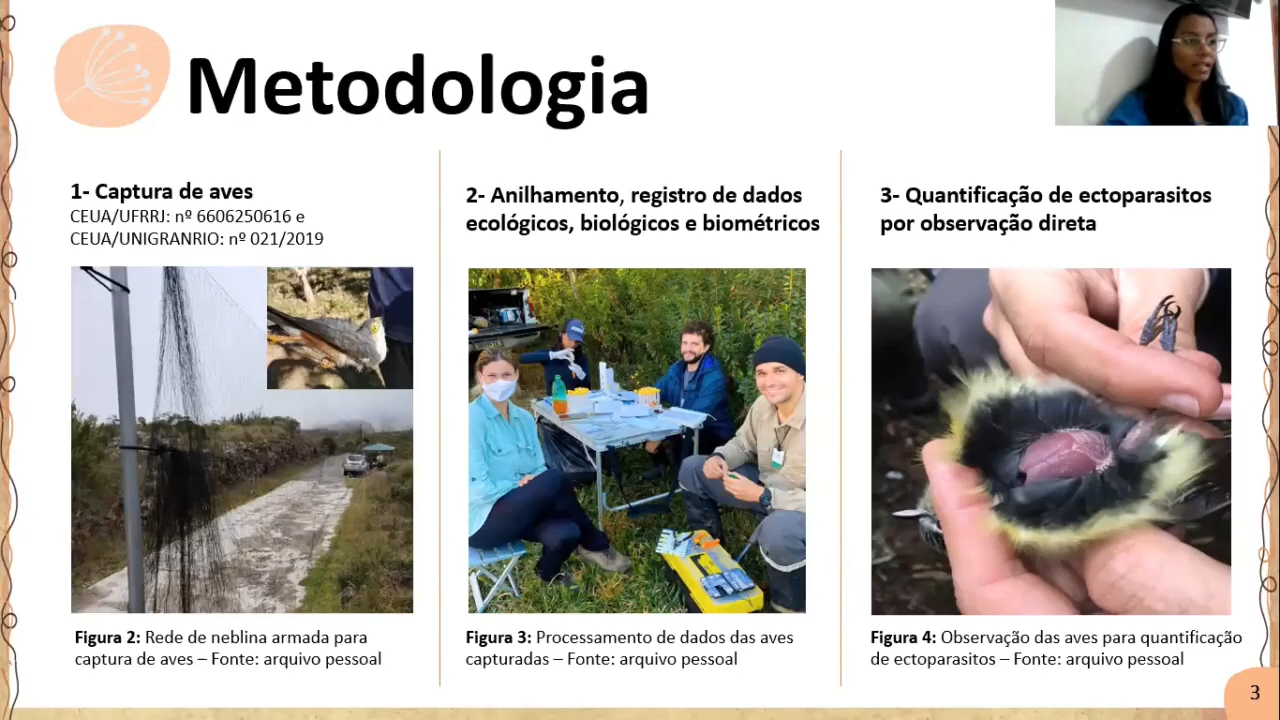 Metodologia
1- Captura de aves
CEUA/UFRRJ: nº 6606250616 e
CEUA/UNIGRANRIO: nº 021/2019
2- Anilhamento, registro de dados
ecológicos, biológicos e biométricos
3- Quantificação de ectoparasitos
por observação direta
Figura 2: Rede de neblina armada para
captura de aves – Fonte: arquivo pessoal
Figura 3: Processamento de dados das aves
capturadas – Fonte: arquivo pessoal
Figura 4: Observação das aves para quantificação
de ectoparasitos – Fonte: arquivo pessoal
3